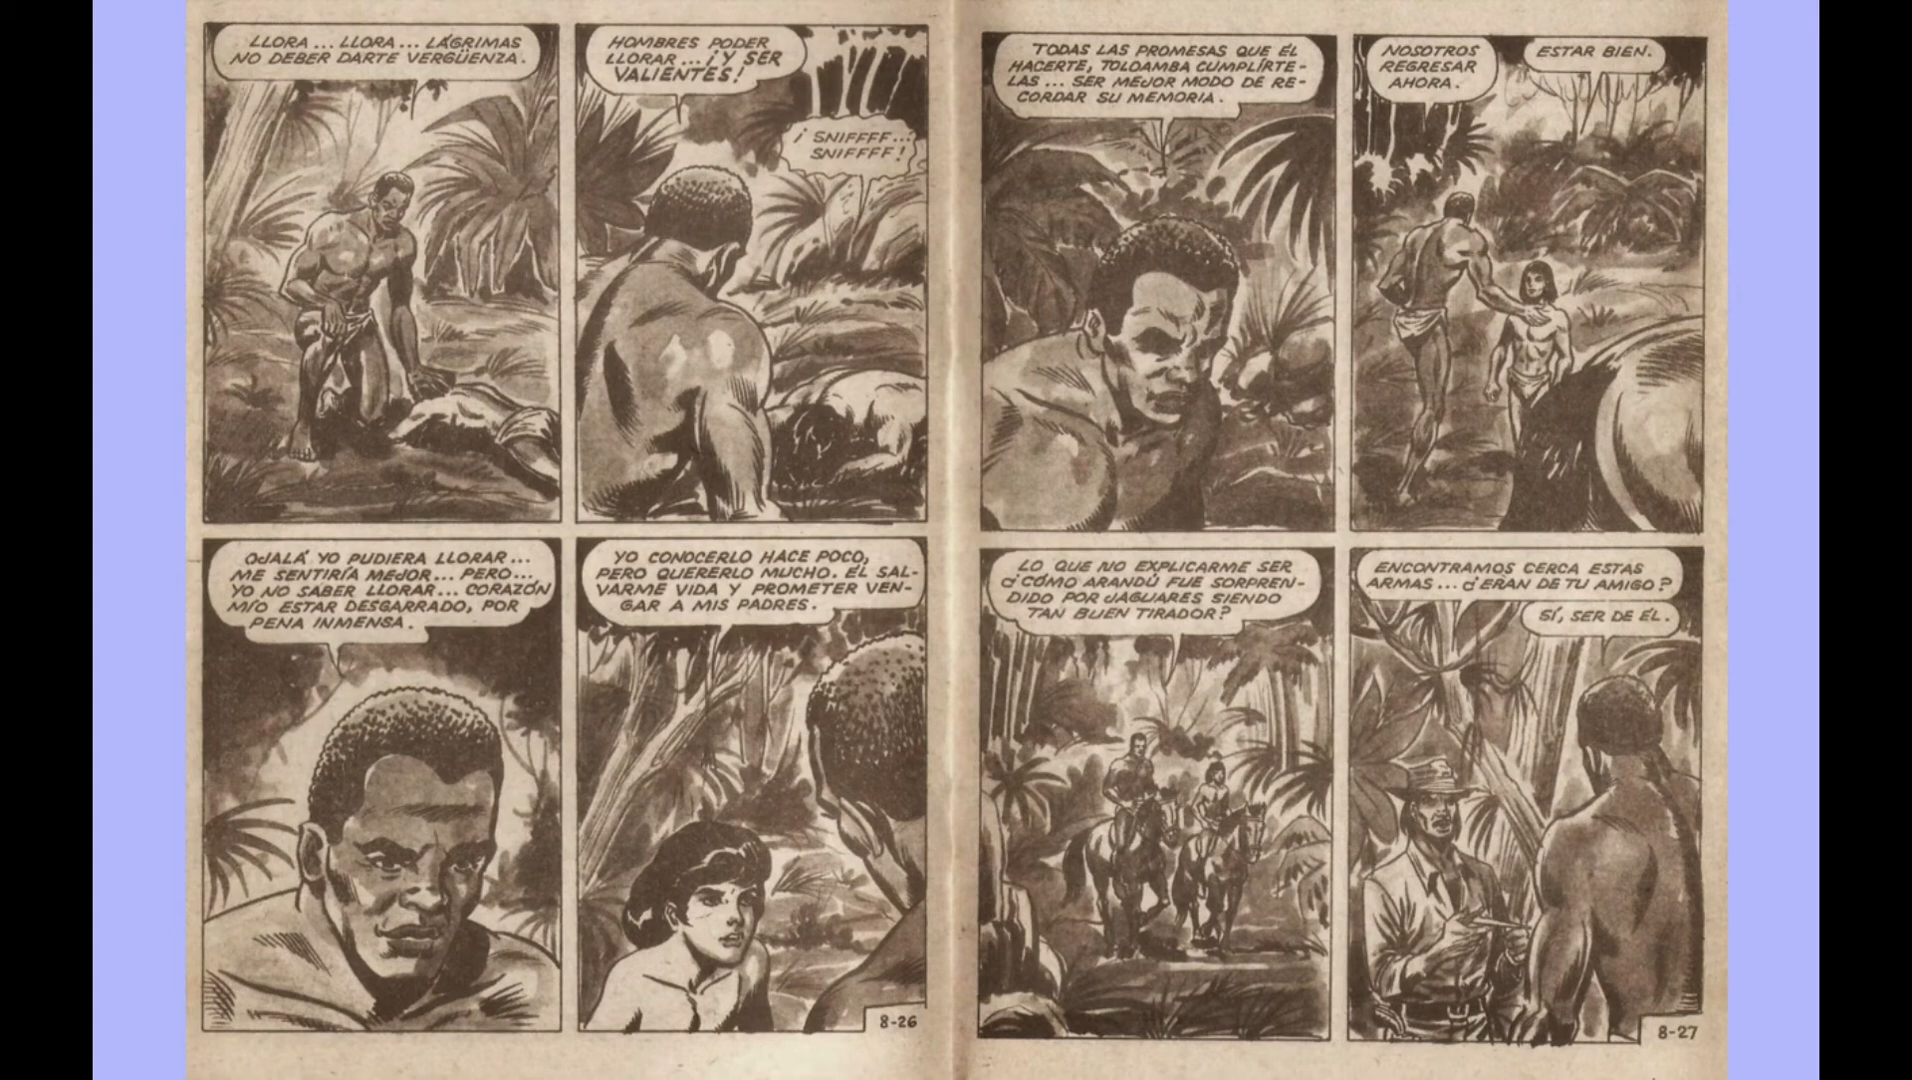 LLORA... LLORA... LÁGRIMAS
NO DEBER DARTE VERGÜENZA.
HOMBRES PODER
LLORAR... ¡Y SER
VALIENTES!
¡SNIFFFF...
SNIFFFF!
OJALÁ YO PUDIERA LLORAR...
ME SENTIRÍA MEJOR... PERO...
YO NO SABER LLORAR... CORAZÓN
MÍO ESTAR DESGARRADO, POR
PENA INMENSA.
YO CONOCERLO HACE POCO,
PERO QUERERLO MUCHO. ÉL SAL-
VARME VIDA Y PROMETER VEN-
GAR A MIS PADRES.
8-26
TODAS LAS PROMESAS QUE ÉL
HACERTE, TOLOAMBA CUMPLÍRTE-
LAS... SER MEJOR MODO DE RE-
CORDAR SU MEMORIA.
NOSOTROS
REGRESAR
AHORA.
ESTAR BIEN.
LO QUE NO EXPLICARME SER
¿CÓMO ARANDÚ FUE SORPREN-
DIDO POR JAGUARES SIENDO
TAN BUEN TIRADOR?
ENCONTRAMOS CERCA ESTAS
ARMAS... ¿ERAN DE TU AMIGO?
SÍ, SER DE ÉL.
8-27